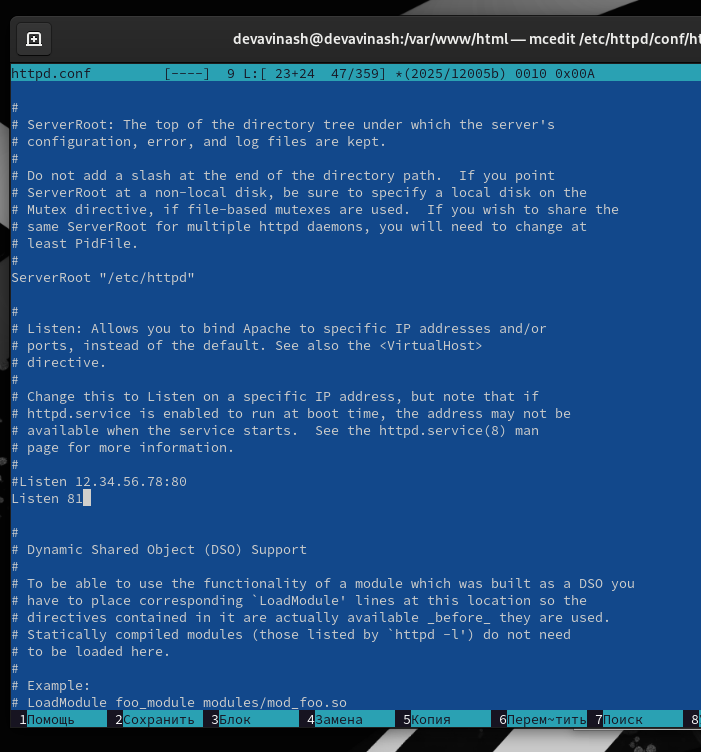 devavinash@devavinash:/var/www/html — mcedit /etc/httpd/conf/ht
httpd.conf [----] 9 L:[ 23+24 47/359] *(2025/12005b) 0010 0x00A
#
# ServerRoot: The top of the directory tree under which the server's
# configuration, error, and log files are kept.
#
# Do not add a slash at the end of the directory path.  If you point
# ServerRoot at a non-local disk, be sure to specify a local disk on the
# Mutex directive, if file-based mutexes are used.  If you wish to share the
# same ServerRoot for multiple httpd daemons, you will need to change at
# least PidFile.
#
ServerRoot "/etc/httpd"
#
# Listen: Allows you to bind Apache to specific IP addresses and/or
# ports, instead of the default. See also the <VirtualHost>
# directive.
#
# Change this to Listen on a specific IP address, but note that if
# httpd.service is enabled to run at boot time, the address may not be
# available when the service starts.  See the httpd.service(8) man
# page for more information.
#
#Listen 12.34.56.78:80
Listen 81
#
# Dynamic Shared Object (DSO) Support
#
# To be able to use the functionality of a module which was built as a DSO you
# have to place corresponding `LoadModule' lines at this location so the
# directives contained in it are actually available _before_ they are used.
# Statically compiled modules (those listed by `httpd -l') do not need
# to be loaded here.
#
# Example:
# LoadModule foo_module modules/mod_foo.so
1Помощь 2Сохранить 3Блок 4Замена 5Копия 6Перем~тить 7Поиск 8